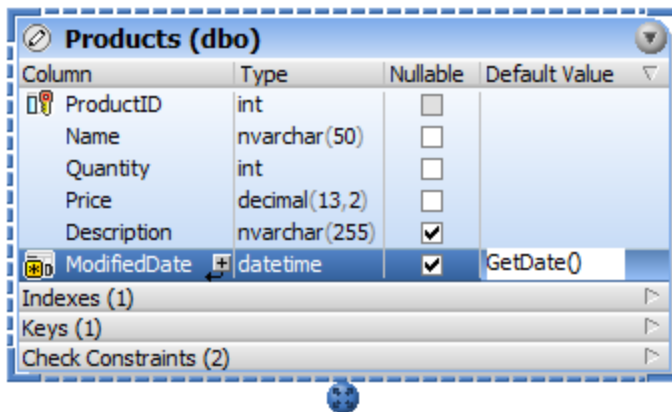 Products (dbo)
Column Type Nullable Default Value
ProductID int
Name nvarchar(50)
Quantity int
Price decimal(13,2)
Description nvarchar(255)
ModifiedDate datetime GetDate()
Indexes (1)
Keys (1)
Check Constraints (2)